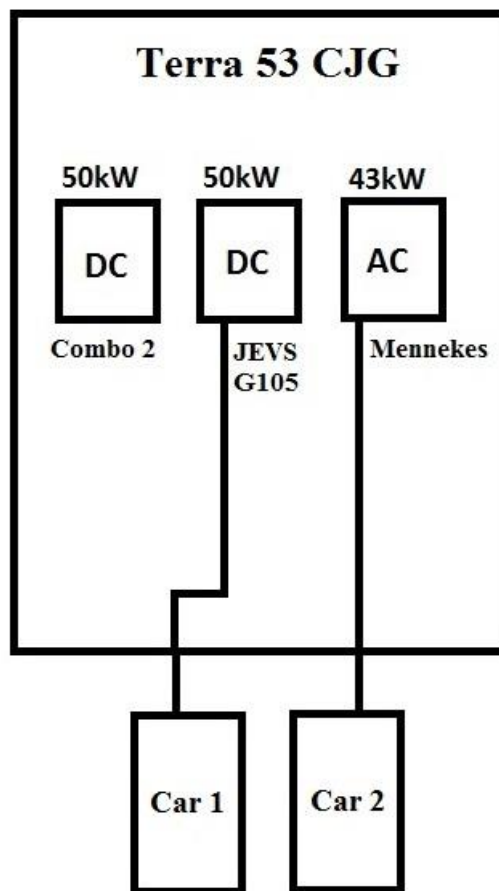 Terra 53 CJG
50kW
50kW
43kW
DC
DC
AC
Combo 2
JEVS
G105
Mennekes
Car 1
Car 2